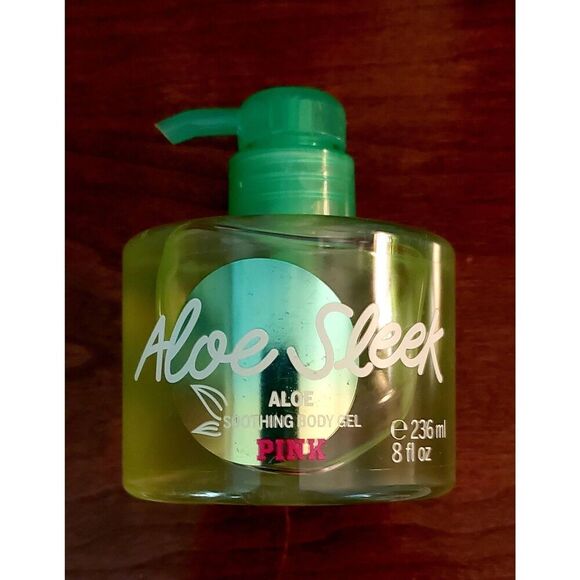 Aloe Sleek
ALOE
SOOTHING BODY GEL
PINK
℮ 236 ml
8 fl oz